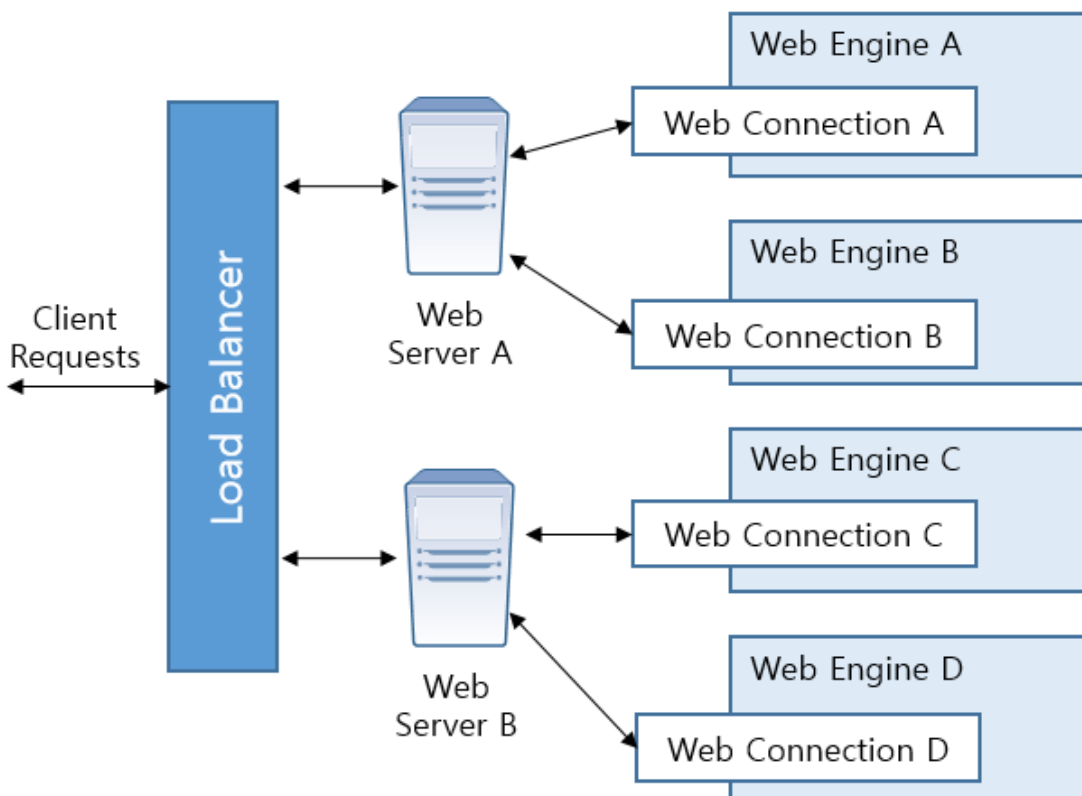 Client
Requests
Load Balancer
Web
Server A
Web
Server B
Web Engine A
Web Connection A
Web Engine B
Web Connection B
Web Engine C
Web Connection C
Web Engine D
Web Connection D